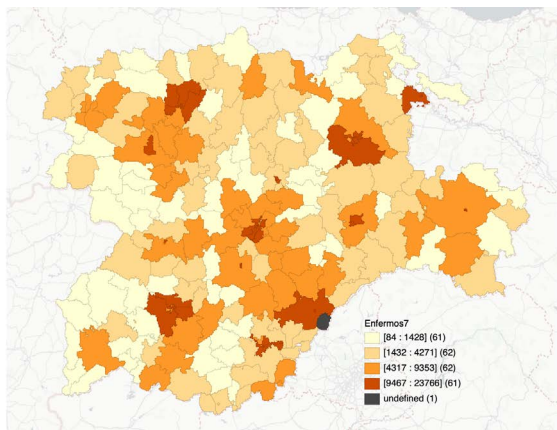 Enfermos7
[84 : 1428] (61)
[1432 : 4271] (62)
[4317 : 9353] (62)
[9467 : 23766] (61)
undefined (1)